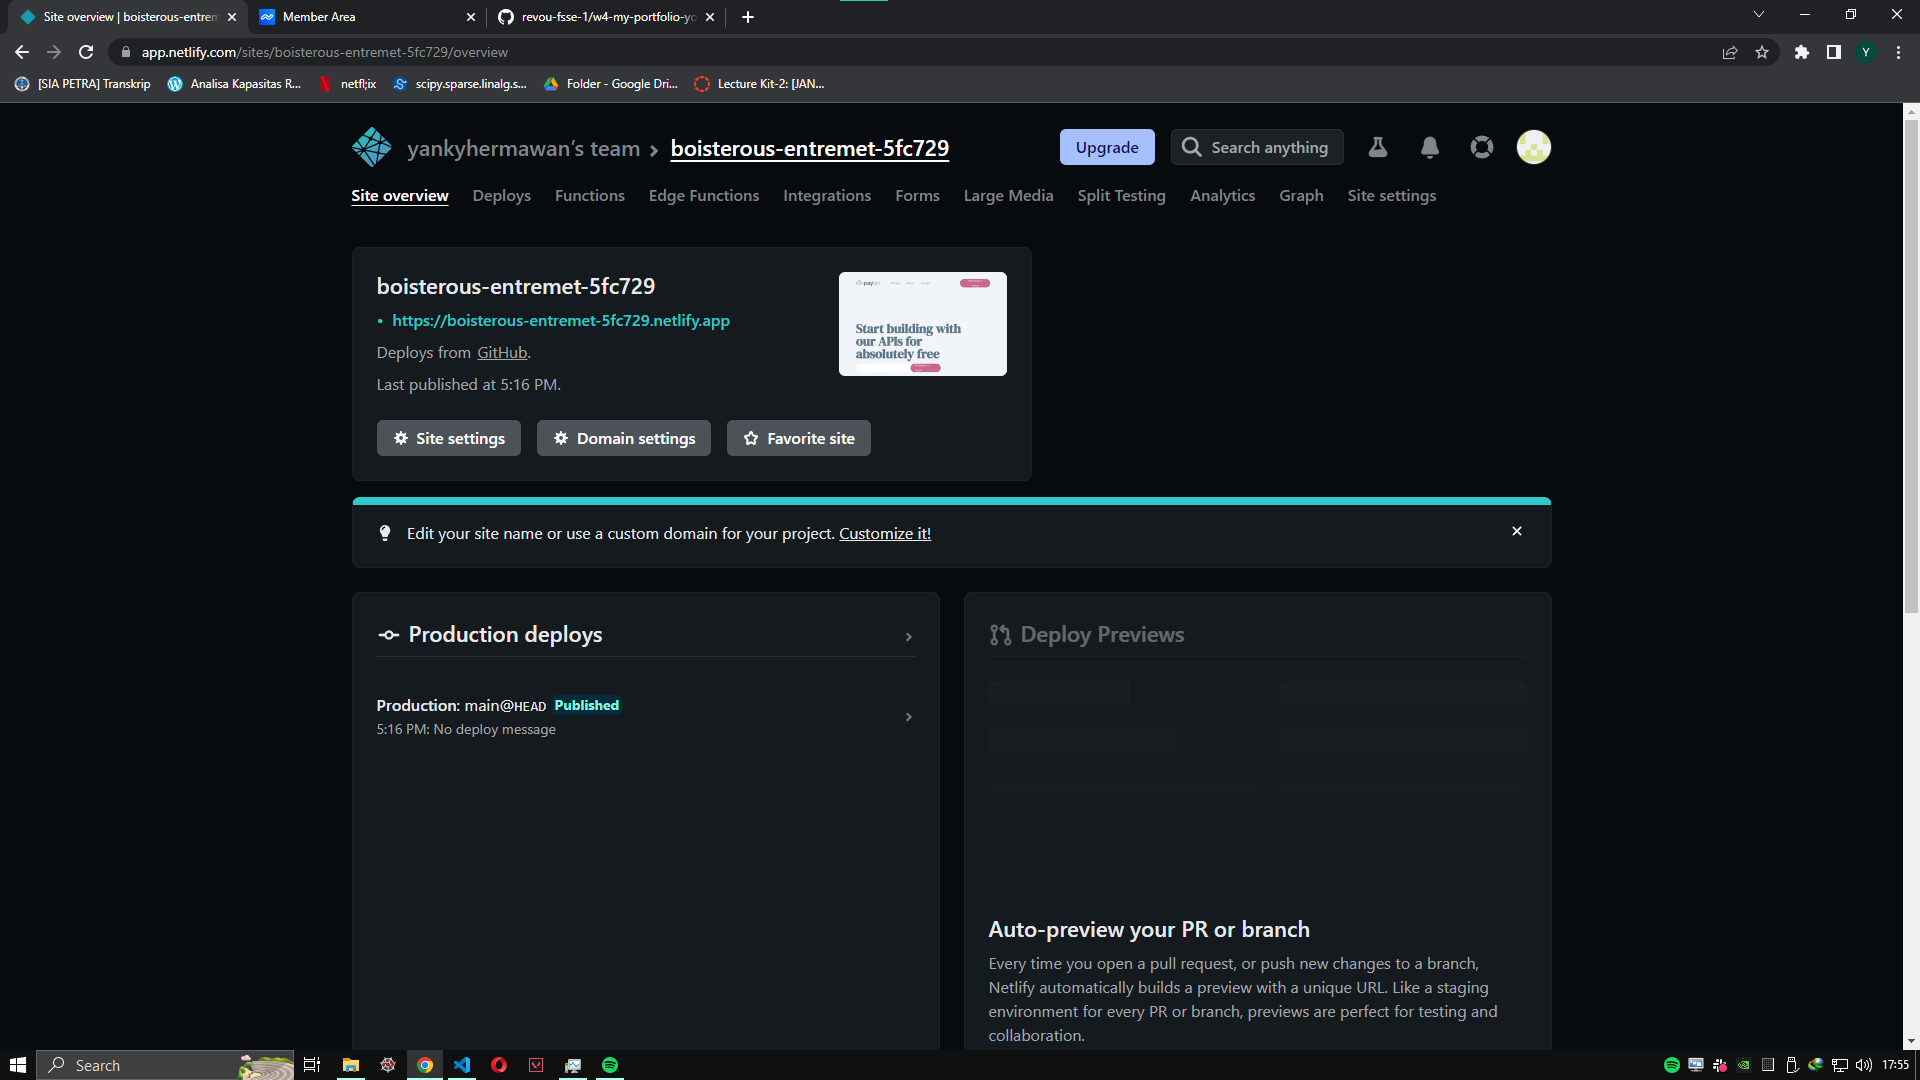 Site overview | boisterous-entrem
Member Area
revou-fsse-1/w4-my-portfolio-yo
app.netlify.com/sites/boisterous-entremet-5fc729/overview
Y
[SIA PETRA] Transkrip
Analisa Kapasitas R...
netfl;ix
scipy.sparse.linalg.s...
Folder - Google Dri...
Lecture Kit-2: [JAN...
yankyhermawan’s team
boisterous-entremet-5fc729
Upgrade
Search anything
Site overview
Deploys
Functions
Edge Functions
Integrations
Forms
Large Media
Split Testing
Analytics
Graph
Site settings
boisterous-entremet-5fc729
• https://boisterous-entremet-5fc729.netlify.app
Deploys from GitHub.
Last published at 5:16 PM.
Start building with
our APIs for
absolutely free
Site settings
Domain settings
Favorite site
Edit your site name or use a custom domain for your project. Customize it!
Production deploys
Production: main@HEAD Published
5:16 PM: No deploy message
Deploy Previews
Auto-preview your PR or branch
Every time you open a pull request, or push new changes to a branch,
Netlify automatically builds a preview with a unique URL. Like a staging
environment for every PR or branch, previews are perfect for testing and
collaboration.
Search
17:55